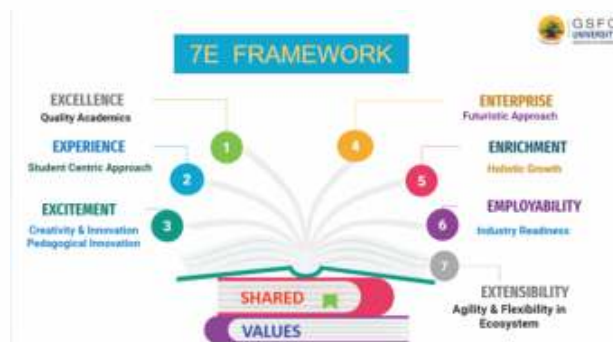 GSFC
UNIVERSITY
7E FRAMEWORK
EXCELLENCE
Quality Academics
1
EXPERIENCE
Student Centric Approach
2
EXCITEMENT
Creativity & Innovation
Pedagogical Innovation
3
ENTERPRISE
Futuristic Approach
4
ENRICHMENT
Holistic Growth
5
EMPLOYABILITY
Industry Readiness
6
7
EXTENSIBILITY
Agility & Flexibility in
Ecosystem
SHARED
VALUES